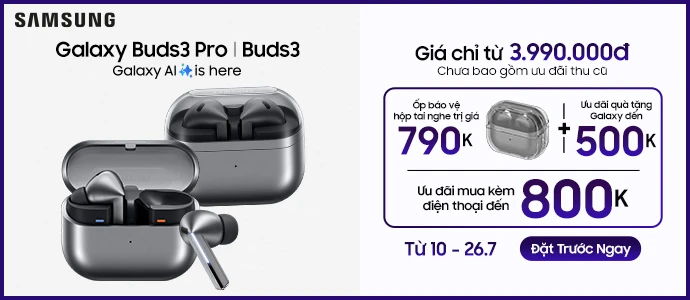 SAMSUNG
Galaxy Buds3 Pro | Buds3
Galaxy AI is here
Giá chỉ từ 3.990.000đ
Chưa bao gồm ưu đãi thu cũ
Ốp bảo vệ
hộp tai nghe trị giá
790K
+
Ưu đãi quà tặng
Galaxy đến
500K
Ưu đãi mua kèm
điện thoại đến
800K
Từ 10 - 26.7
Đặt Trước Ngay